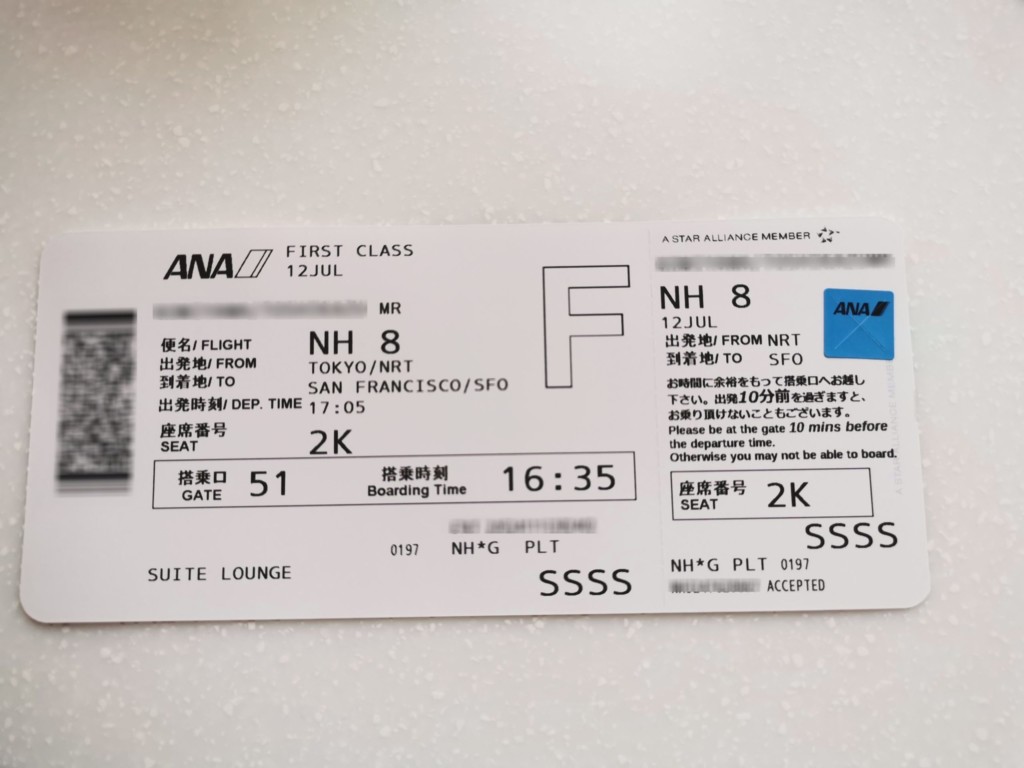 ANA FIRST CLASS
12JUL
MR
便名/ FLIGHT NH 8
出発地/ FROM TOKYO/NRT
到着地/ TO SAN FRANCISCO/SFO
出発時刻/ DEP. TIME 17:05
座席番号
SEAT 2K
搭乗口
GATE 51
搭乗時刻
Boarding Time 16:35
0197 NH*G PLT
SUITE LOUNGE
SSSS
F
A STAR ALLIANCE MEMBER
NH 8
12JUL
ANA
出発地/ FROM NRT
到着地/ TO SFO
お時間に余裕をもって搭乗口へお越し
下さい。出発10分前を過ぎますと、
お乗り頂けないこともございます。
Please be at the gate 10 mins before
the departure time.
Otherwise you may not be able to board.
座席番号
SEAT 2K
SSSS
NH*G PLT 0197
ACCEPTED